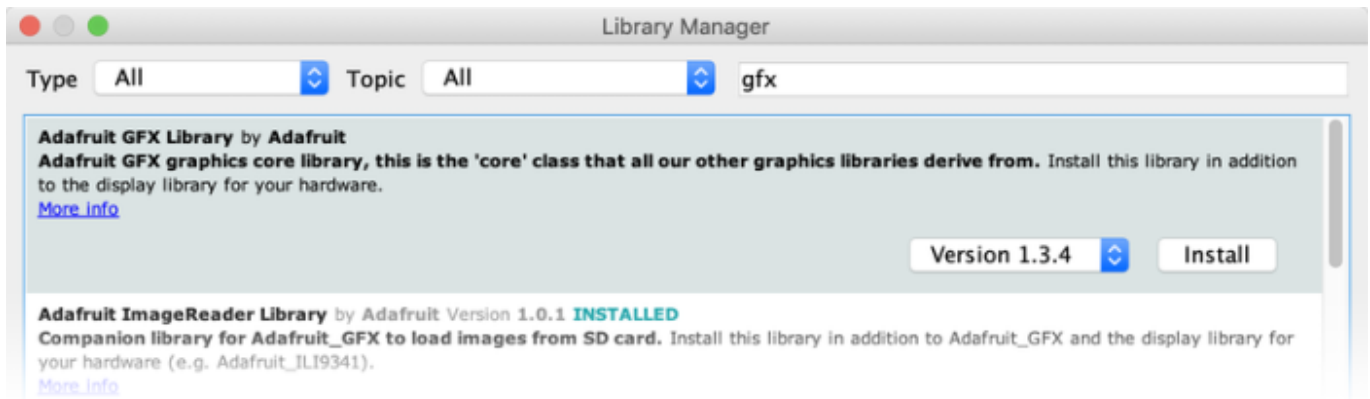 Library Manager
Type All Topic All gfx
Adafruit GFX Library by Adafruit
Adafruit GFX graphics core library, this is the 'core' class that all our other graphics libraries derive from. Install this library in addition
to the display library for your hardware.
More info
Version 1.3.4 Install
Adafruit ImageReader Library by Adafruit Version 1.0.1 INSTALLED
Companion library for Adafruit_GFX to load images from SD card. Install this library in addition to Adafruit_GFX and the display library for
your hardware (e.g. Adafruit_ILI9341).
More info